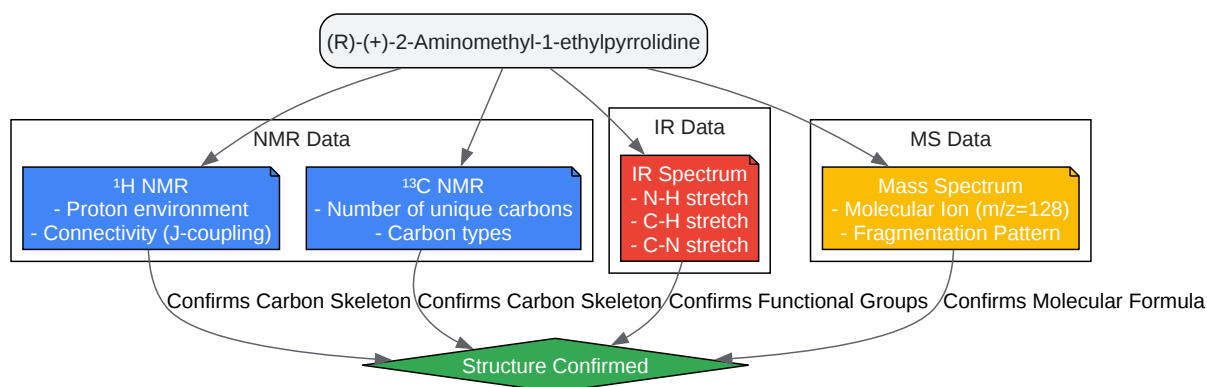 (R)-(+)-2-Aminomethyl-1-ethylpyrrolidine
NMR Data
IR Data
MS Data
¹H NMR
- Proton environment
- Connectivity (J-coupling)
¹³C NMR
- Number of unique carbons
- Carbon types
IR Spectrum
- N-H stretch
- C-H stretch
- C-N stretch
Mass Spectrum
- Molecular Ion (m/z=128)
- Fragmentation Pattern
Confirms Carbon Skeleton
Confirms Carbon Skeleton
Confirms Functional Groups
Confirms Molecular Formula
Structure Confirmed